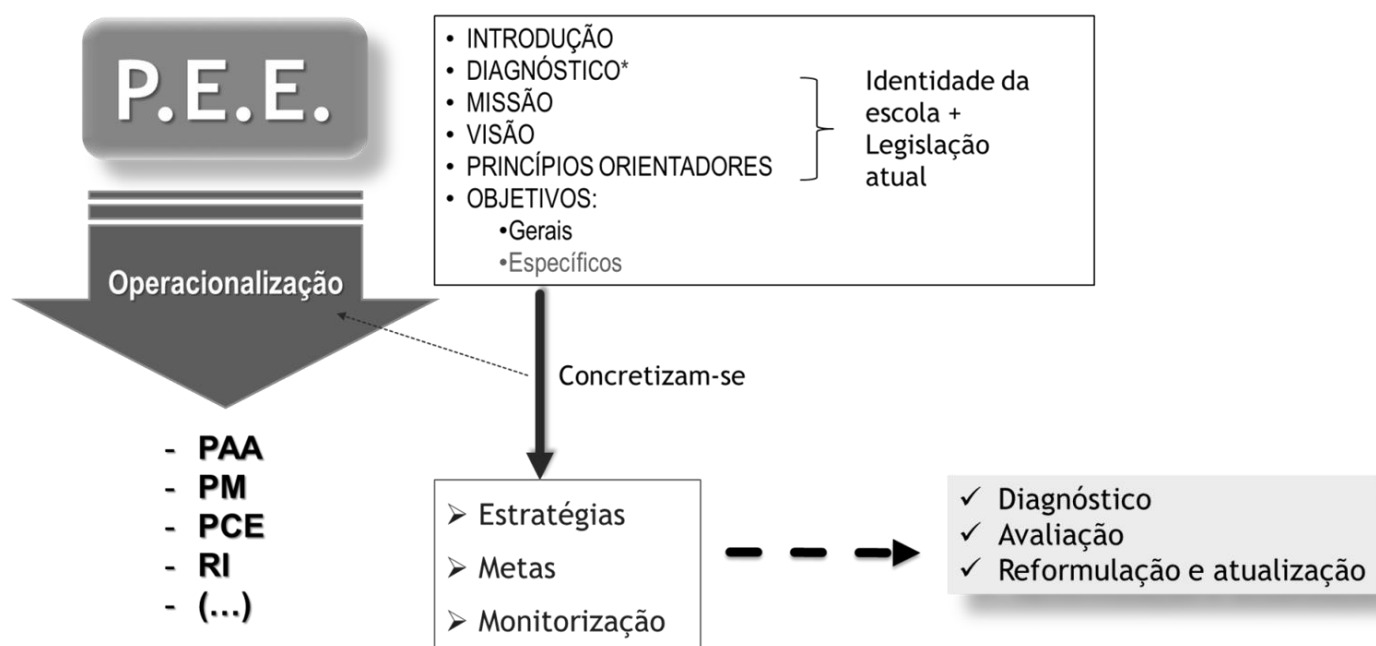 P.E.E.
Operacionalização
- PAA
- PM
- PCE
- RI
- (...)
• INTRODUÇÃO
• DIAGNÓSTICO*
• MISSÃO
• VISÃO
• PRINCÍPIOS ORIENTADORES
• OBJETIVOS:
•Gerais
•Específicos
Identidade da
escola +
Legislação
atual
Concretizam-se
➢ Estratégias
➢ Metas
➢ Monitorização
✓ Diagnóstico
✓ Avaliação
✓ Reformulação e atualização